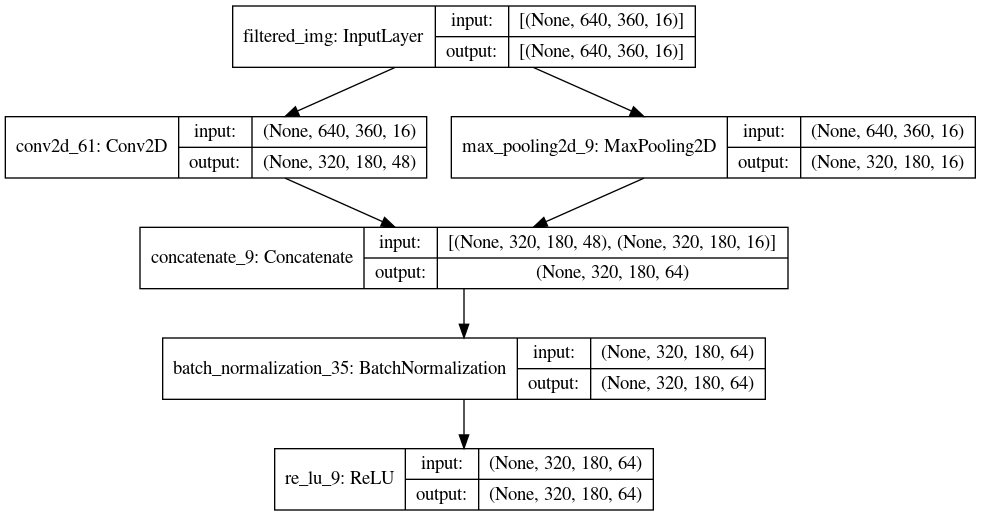 filtered_img: InputLayer
input:
[(None, 640, 360, 16)]
output:
[(None, 640, 360, 16)]
conv2d_61: Conv2D
input:
(None, 640, 360, 16)
output:
(None, 320, 180, 48)
max_pooling2d_9: MaxPooling2D
input:
(None, 640, 360, 16)
output:
(None, 320, 180, 16)
concatenate_9: Concatenate
input:
[(None, 320, 180, 48), (None, 320, 180, 16)]
output:
(None, 320, 180, 64)
batch_normalization_35: BatchNormalization
input:
(None, 320, 180, 64)
output:
(None, 320, 180, 64)
re_lu_9: ReLU
input:
(None, 320, 180, 64)
output:
(None, 320, 180, 64)